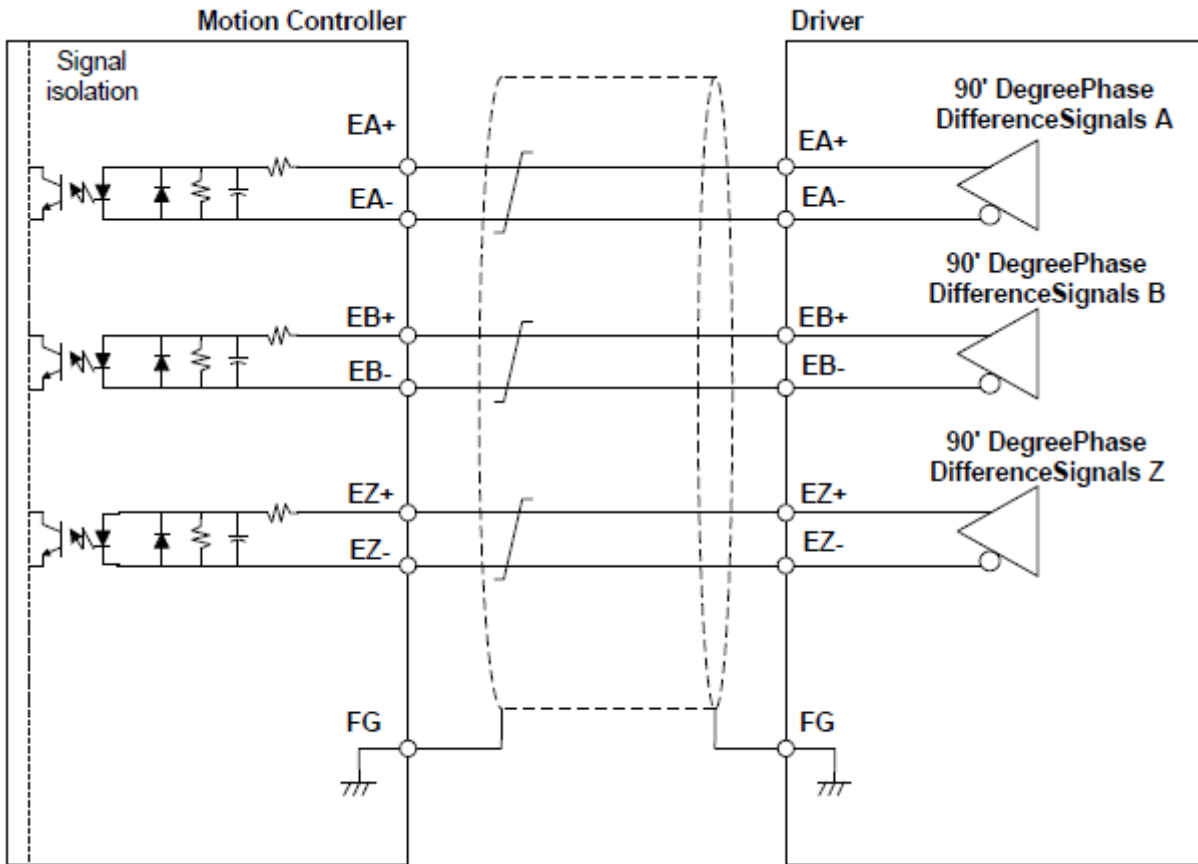 Motion Controller
Driver
Signal
isolation
90' DegreePhase
DifferenceSignals A
EA+
EA+
EA-
EA-
90' DegreePhase
DifferenceSignals B
EB+
EB+
EB-
EB-
90' DegreePhase
DifferenceSignals Z
EZ+
EZ+
EZ-
EZ-
FG
FG